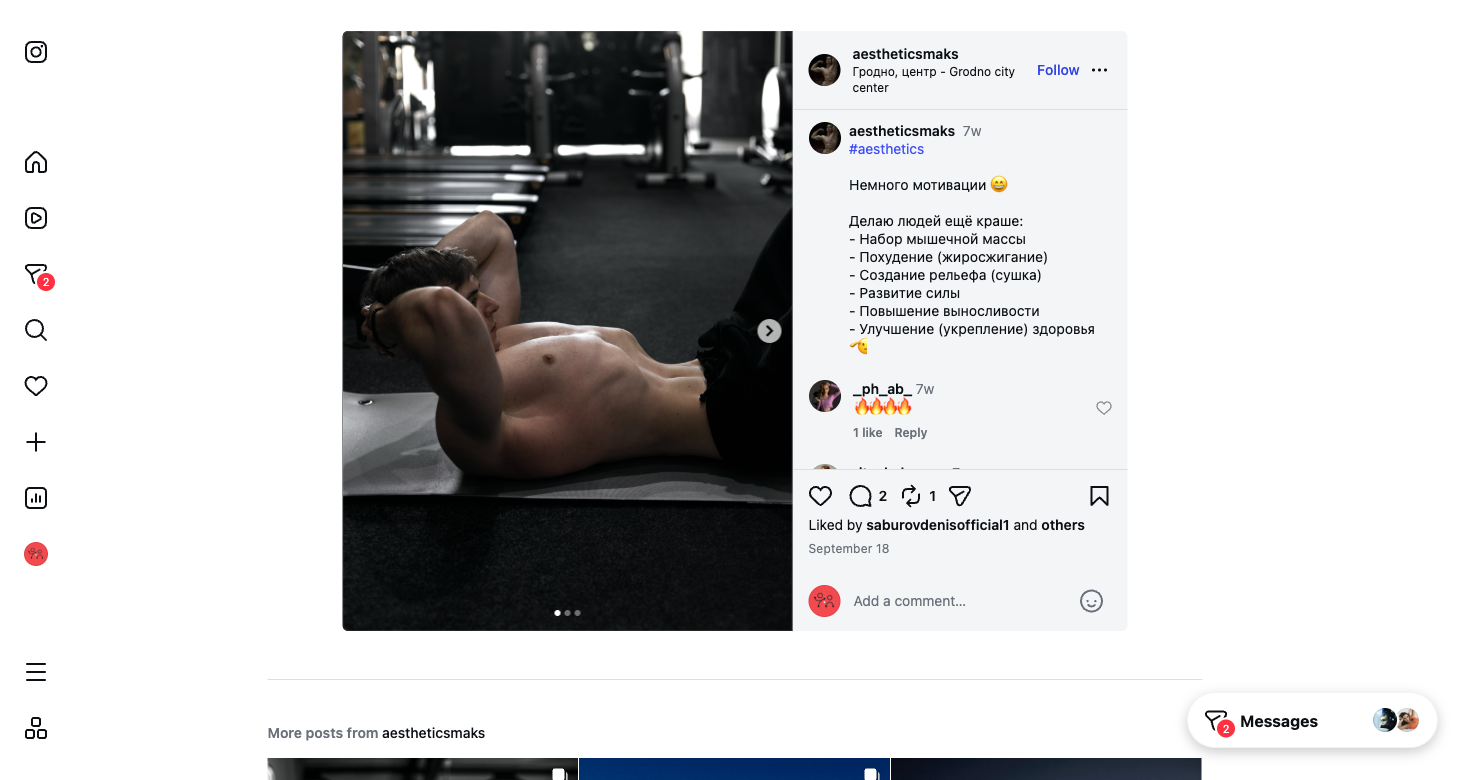 aestheticsmaks
Гродно, центр - Grodno city
center
Follow
aestheticsmaks 7w
#aesthetics
Немного мотивации 😄
Делаю людей ещё краше:
- Набор мышечной массы
- Похудение (жиросжигание)
- Создание рельефа (сушка)
- Развитие силы
- Повышение выносливости
- Улучшение (укрепление) здоровья
🫡
_ph_ab_ 7w
🔥🔥🔥🔥
1 like Reply
2
2 1
Liked by saburovdenisofficial1 and others
September 18
Add a comment...
More posts from aestheticsmaks
2 Messages